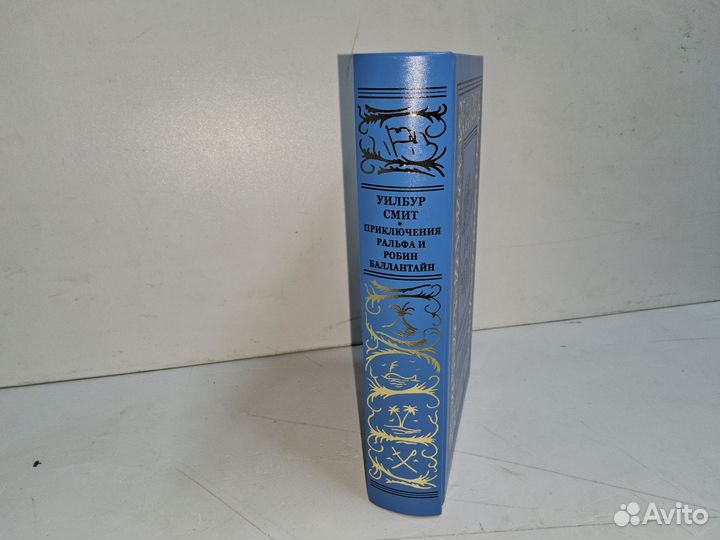 УИЛБУР
СМИТ
ПРИКЛЮЧЕНИЯ
РАЛЬФА И
РОБИН
БАЛЛАНТАЙН
Avito